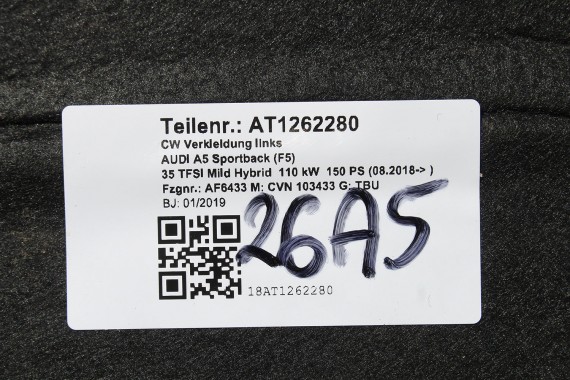 Teilenr.: AT1262280
CW Verkleidung links
AUDI A5 Sportback (F5)
35 TFSI Mild Hybrid 110 kW 150 PS (08.2018-> )
Fzgnr.: AF6433 M: CVN 103433 G: TBU
BJ: 01/2019
26A5
18AT1262280